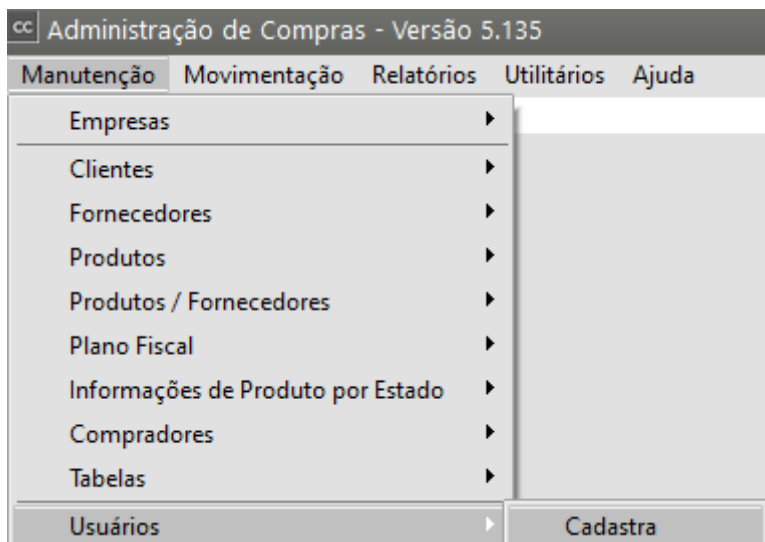 cc Administração de Compras - Versão 5.135
Manutenção Movimentação Relatórios Utilitários Ajuda
Empresas
Clientes
Fornecedores
Produtos
Produtos / Fornecedores
Plano Fiscal
Informações de Produto por Estado
Compradores
Tabelas
Usuários Cadastra